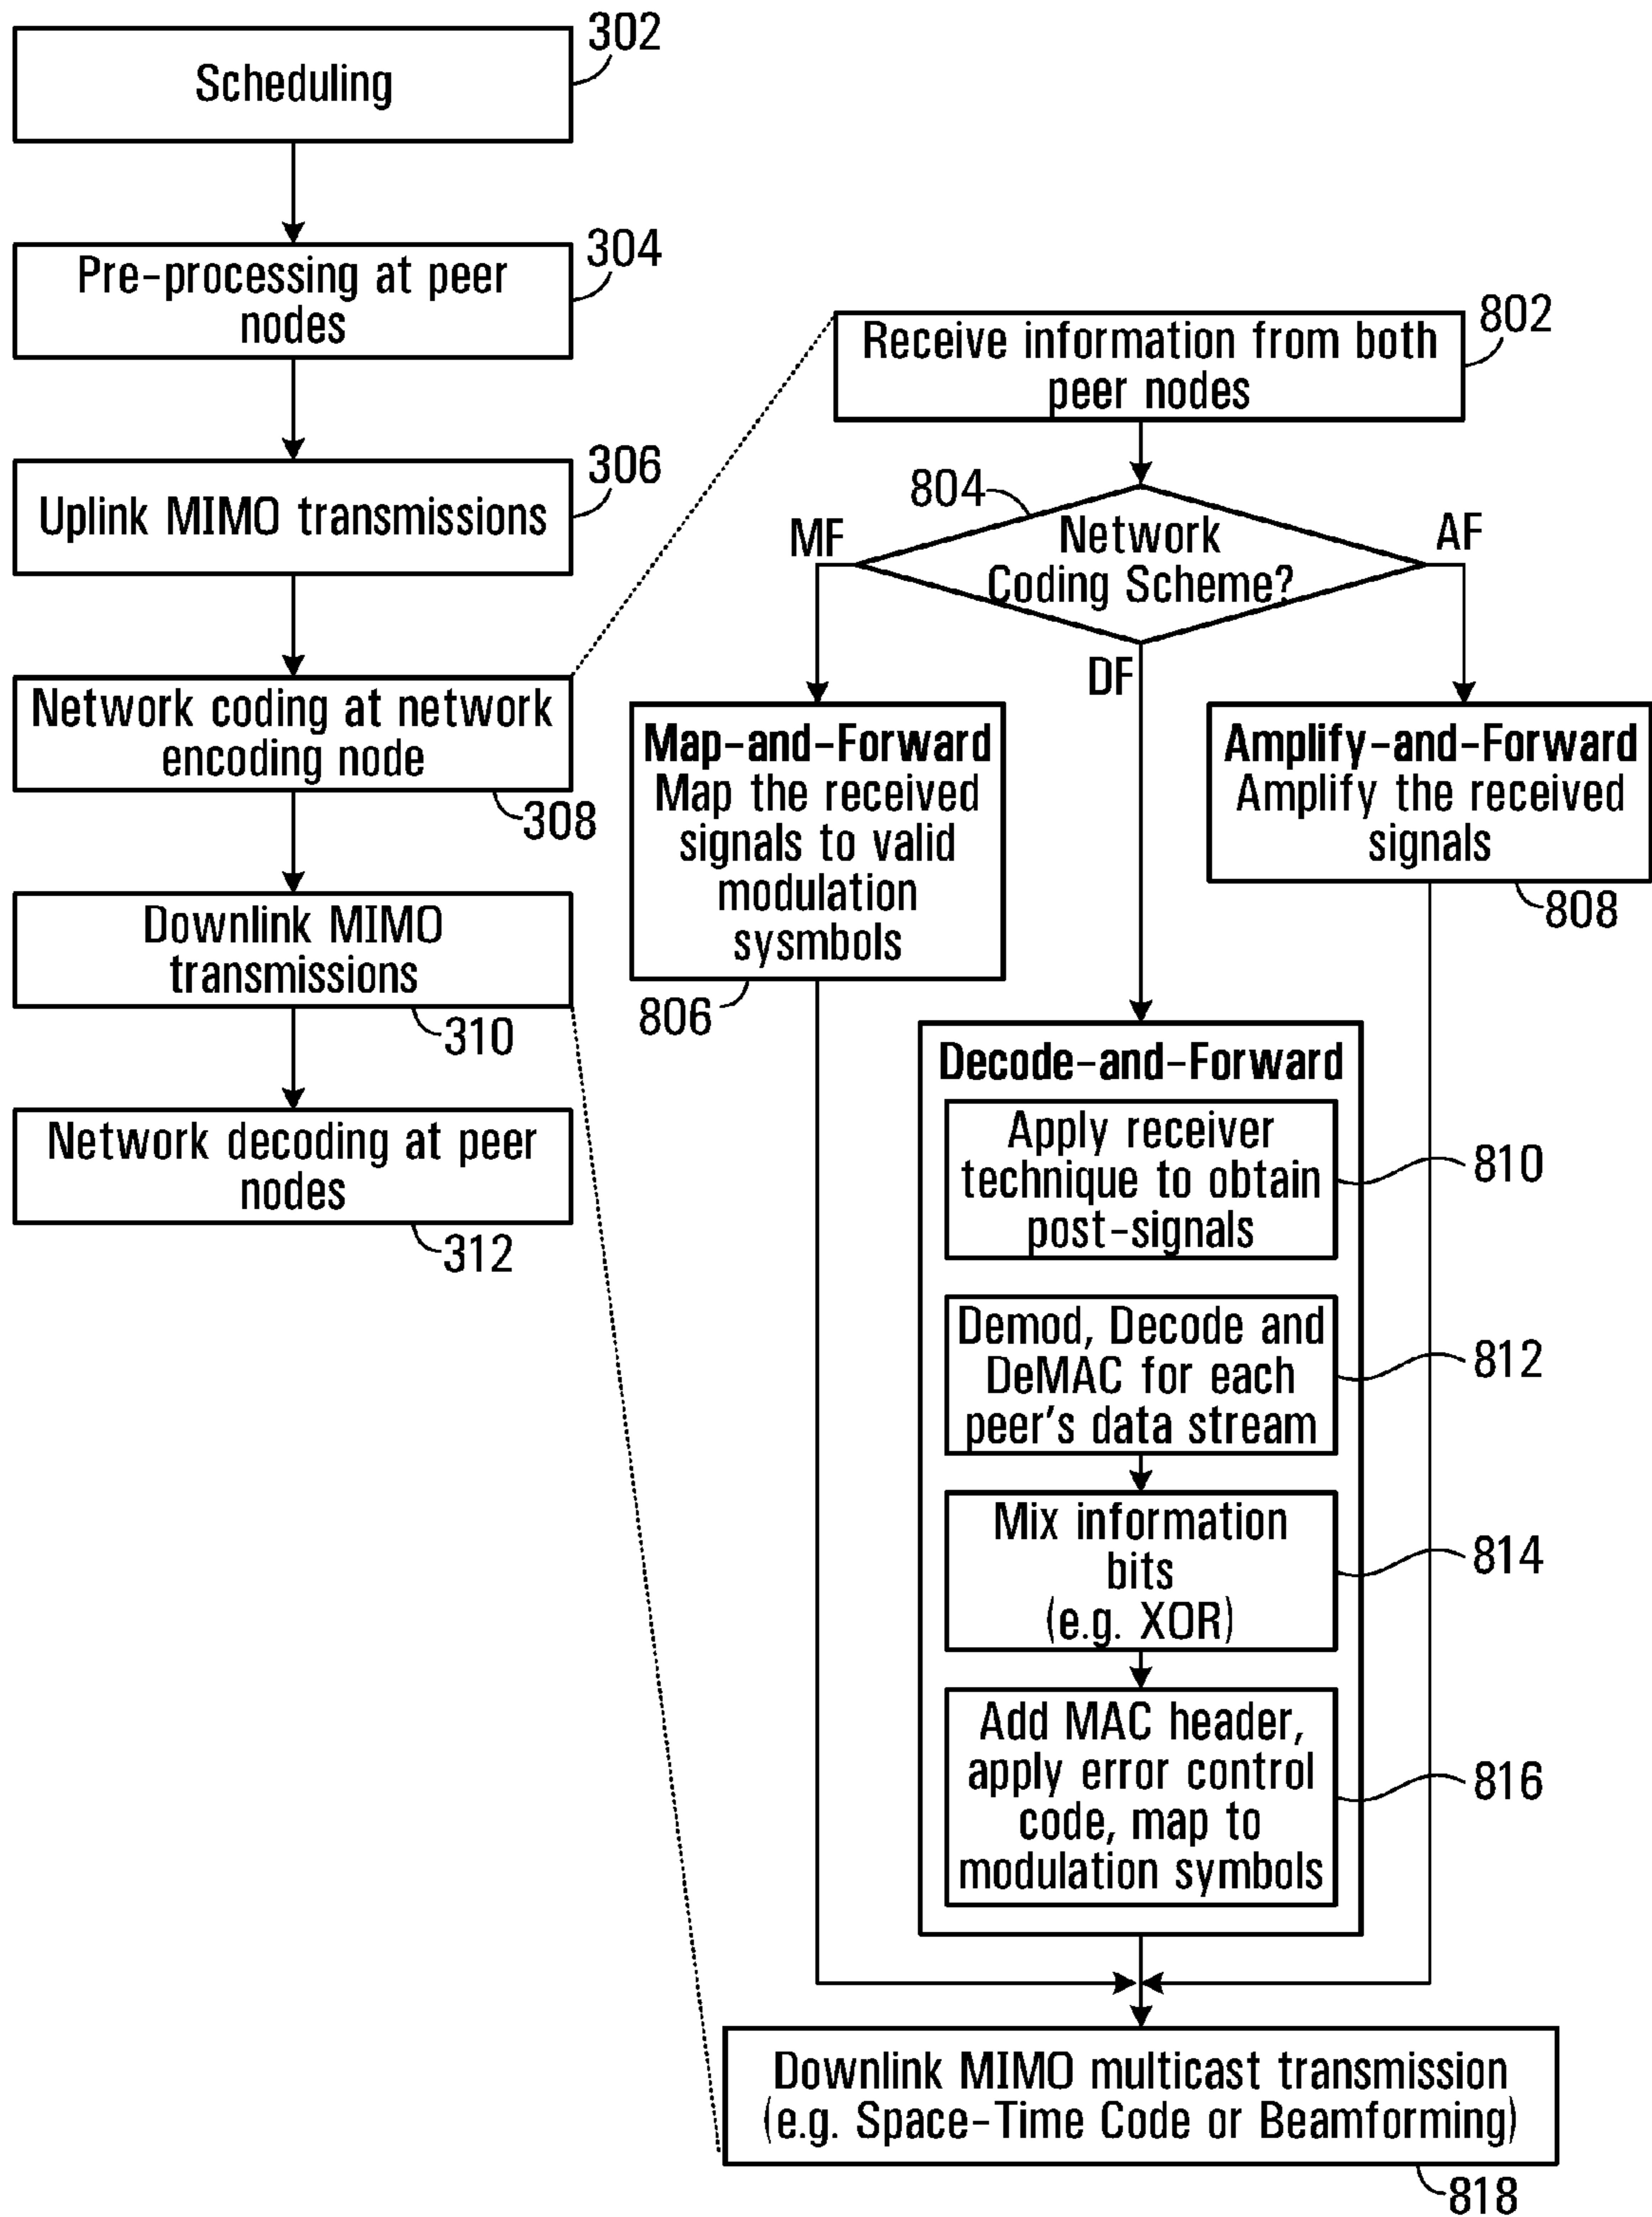 302
Scheduling
304
Pre-processing at peer
nodes
306
Uplink MIMO transmissions
Network coding at network
encoding node
308
Downlink MIMO
transmissions
310
Network decoding at peer
nodes
312
802
Receive information from both
peer nodes
804
Network
Coding Scheme?
MF
AF
DF
Map-and-Forward
Map the received
signals to valid
modulation
sysmbols
806
Amplify-and-Forward
Amplify the received
signals
808
Decode-and-Forward
Apply receiver
technique to obtain
post-signals
810
Demod, Decode and
DeMAC for each
peer's data stream
812
Mix information
bits
(e.g. XOR)
814
Add MAC header,
apply error control
code, map to
modulation symbols
816
Downlink MIMO multicast transmission
(e.g. Space-Time Code or Beamforming)
818